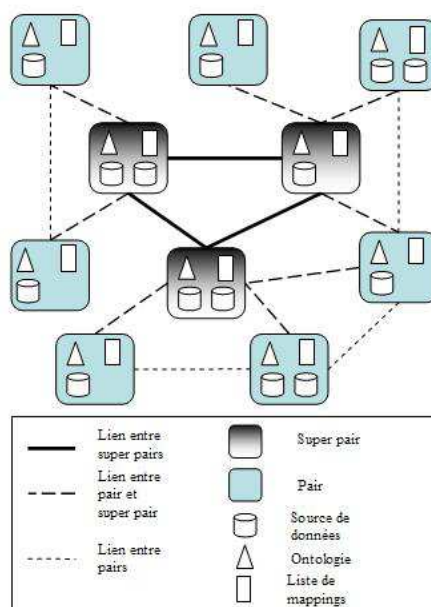 Lien entre
super pairs
Lien entre
pair et
super pair
Lien entre
pairs
Super pair
Pair
Source de
données
Ontologie
Liste de
mappings